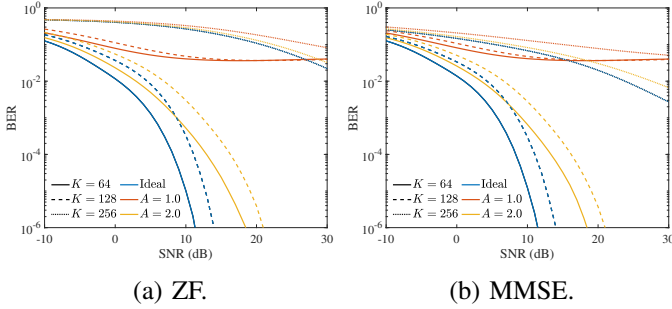 10^0
10^-2
10^-4
10^-6
BER
K = 64
K = 128
K = 256
Ideal
A = 1.0
A = 2.0
-10
0
10
20
30
SNR (dB)
(a) ZF.
10^0
10^-2
10^-4
10^-6
BER
K = 64
K = 128
K = 256
Ideal
A = 1.0
A = 2.0
-10
0
10
20
30
SNR (dB)
(b) MMSE.